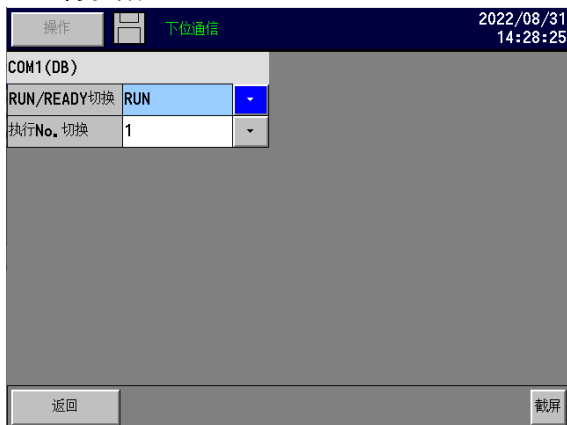 操作
下位通信
2022/08/31
14:28:25
COM1(DB)
RUN/READY切换 RUN
执行No.切换 1
返回
截屏